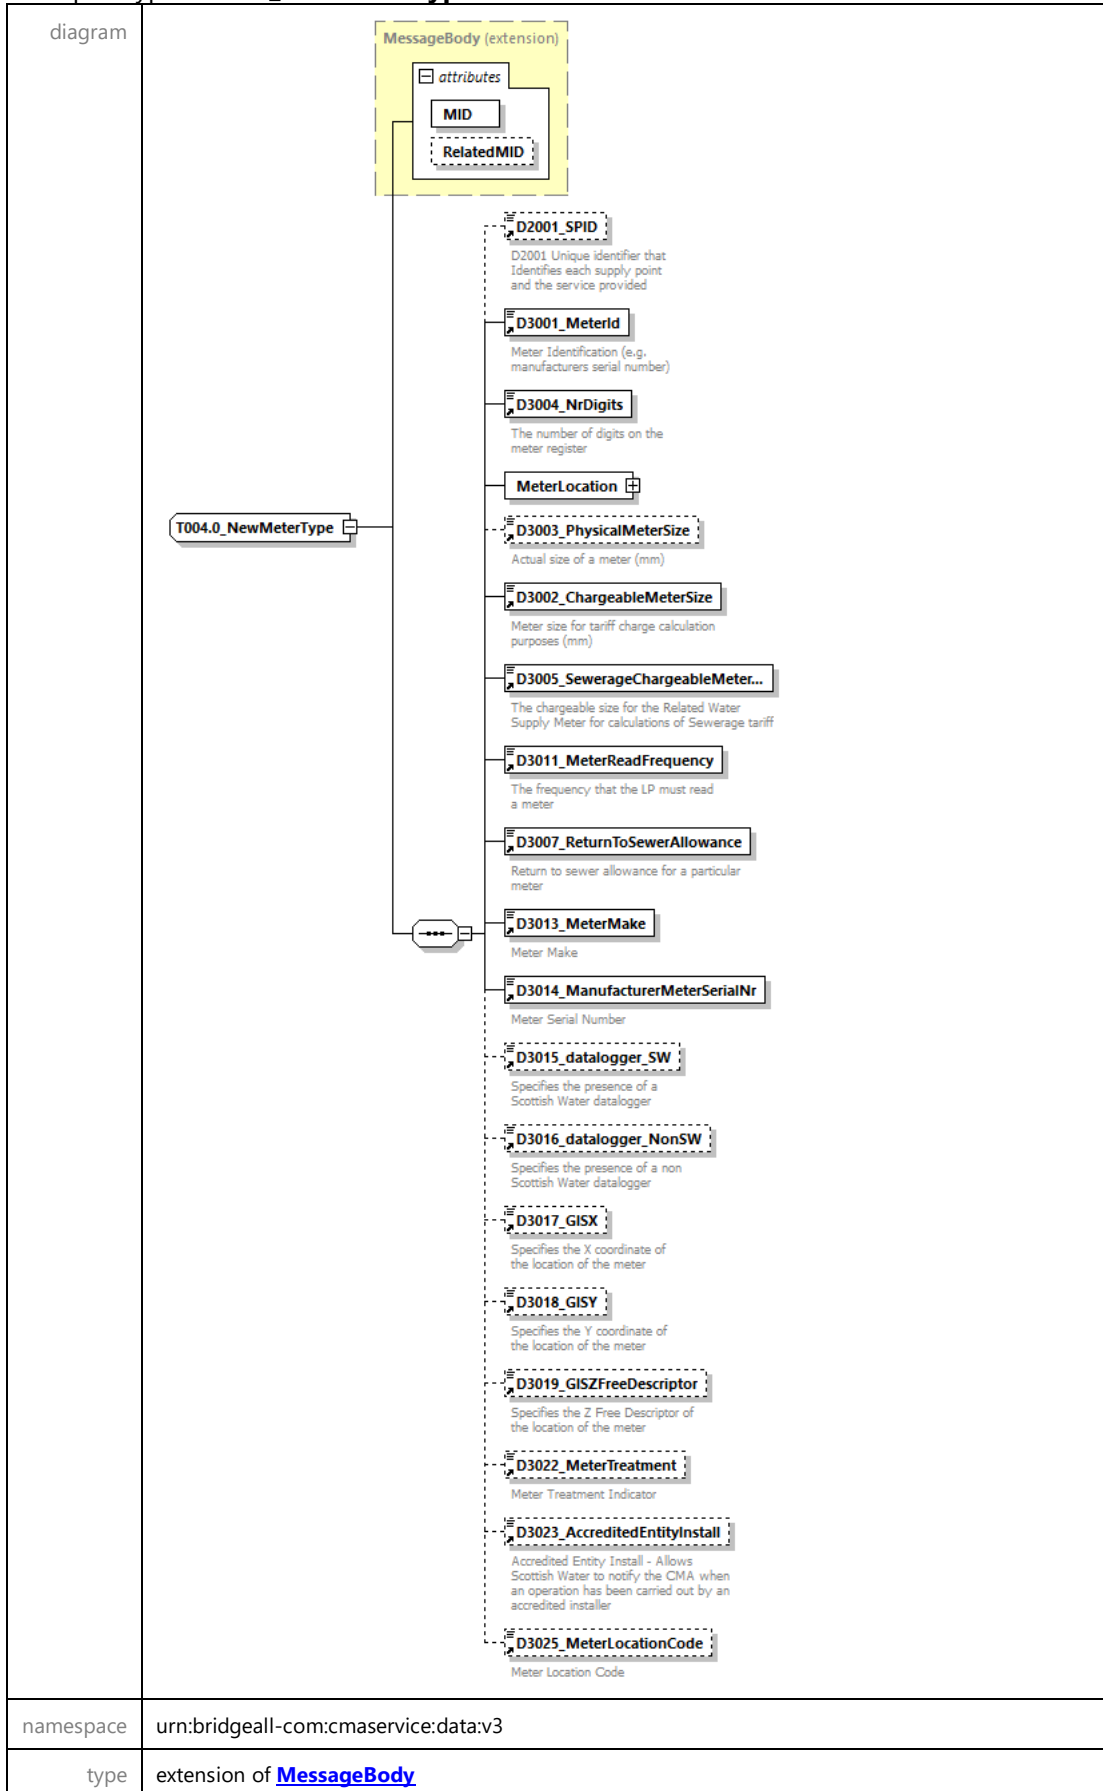 diagram
MessageBody (extension)
attributes
MID
RelatedMID
D2001_SPID
D2001 Unique identifier that
Identifies each supply point
and the service provided
D3001_MeterId
Meter Identification (e.g.
manufacturers serial number)
D3004_NrDigits
The number of digits on the
meter register
MeterLocation
T004.0_NewMeterType
D3003_PhysicalMeterSize
Actual size of a meter (mm)
D3002_ChargeableMeterSize
Meter size for tariff charge calculation
purposes (mm)
D3005_SewerageChargeableMeter...
The chargeable size for the Related Water
Supply Meter for calculations of Sewerage tariff
D3011_MeterReadFrequency
The frequency that the LP must read
a meter
D3007_ReturnToSewerAllowance
Return to sewer allowance for a particular
meter
D3013_MeterMake
Meter Make
D3014_ManufacturerMeterSerialNr
Meter Serial Number
D3015_datalogger_SW
Specifies the presence of a
Scottish Water datalogger
D3016_datalogger_NonSW
Specifies the presence of a non
Scottish Water datalogger
D3017_GISX
Specifies the X coordinate of
the location of the meter
D3018_GISY
Specifies the Y coordinate of
the location of the meter
D3019_GISZFreeDescriptor
Specifies the Z Free Descriptor of
the location of the meter
D3022_MeterTreatment
Meter Treatment Indicator
D3023_AccreditedEntityInstall
Accredited Entity Install - Allows
Scottish Water to notify the CMA when
an operation has been carried out by an
accredited installer
D3025_MeterLocationCode
Meter Location Code
namespace urn:bridgeall-com:cmaservice:data:v3
type extension of MessageBody